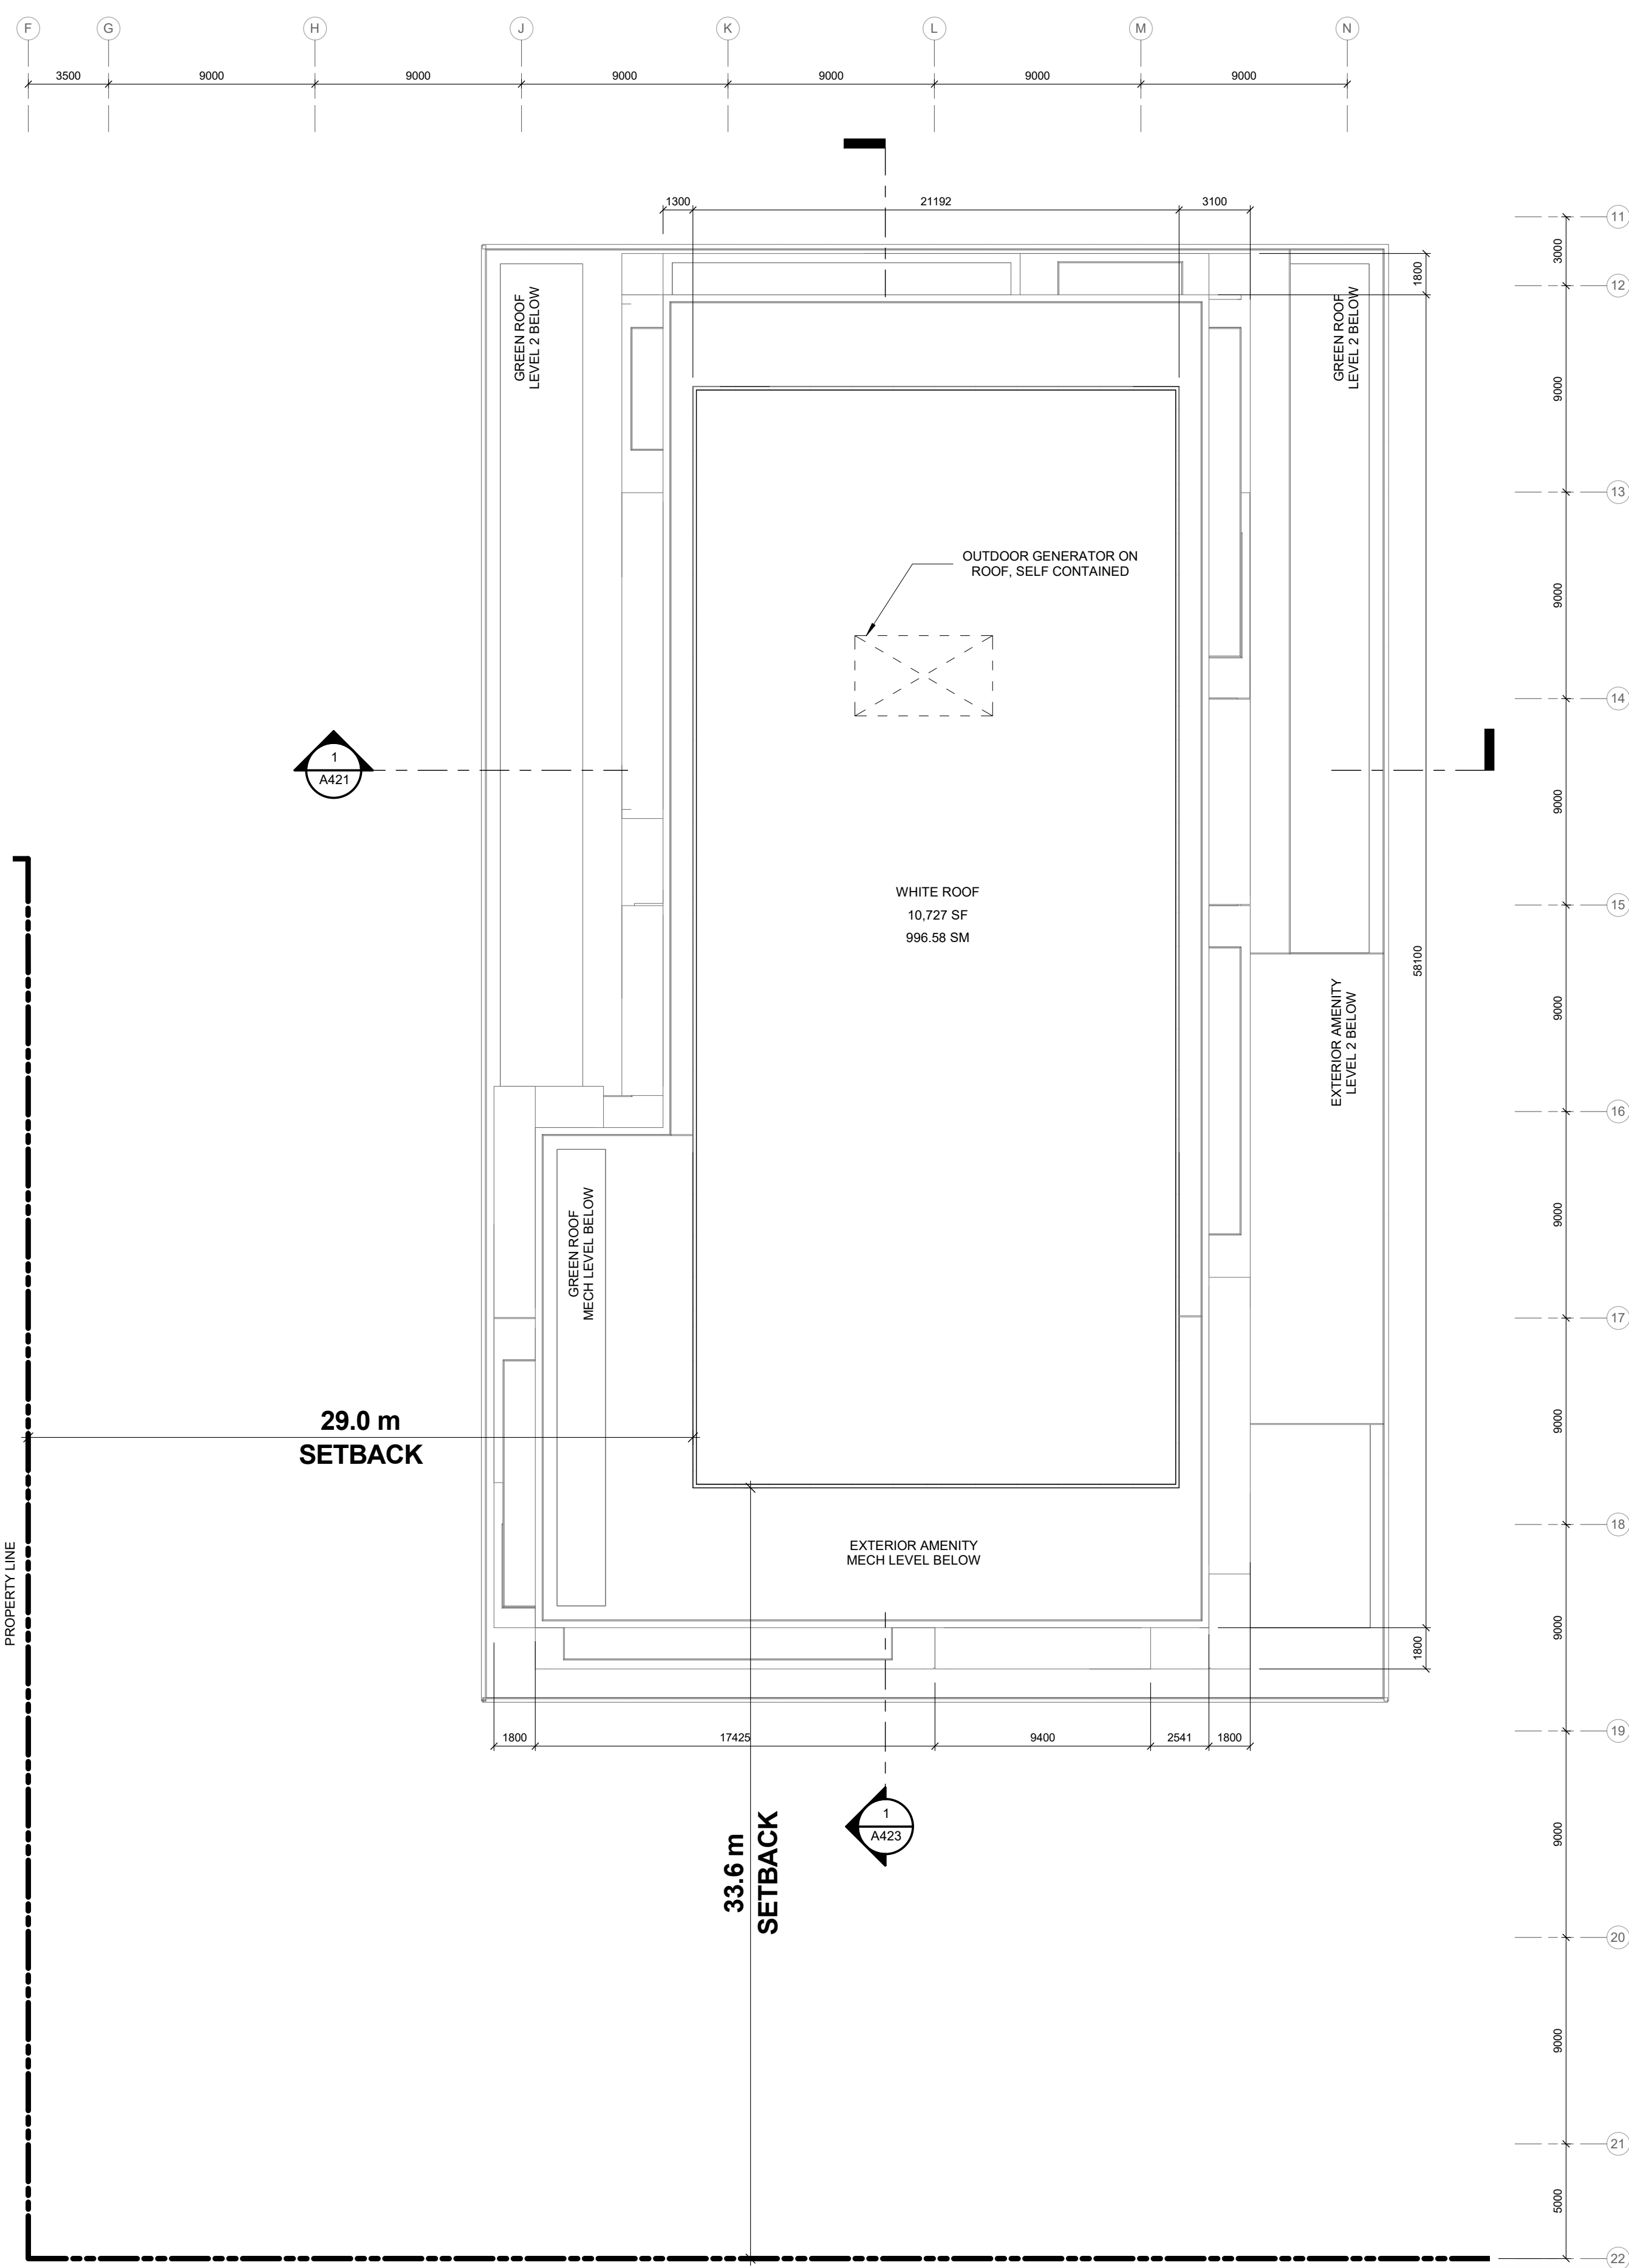 F G H J K L M N
3500 9000 9000 9000 9000 9000 9000
1300 21192 3100
11
3000
1800
12
GREEN ROOF
LEVEL 2 BELOW
GREEN ROOF
LEVEL 2 BELOW
9000
13
OUTDOOR GENERATOR ON
ROOF, SELF CONTAINED
9000
14
1
A421
9000
WHITE ROOF
10,727 SF
996.58 SM
15
58100
EXTERIOR AMENITY
LEVEL 2 BELOW
9000
16
GREEN ROOF
MECH LEVEL BELOW
9000
17
29.0 m
SETBACK
9000
18
EXTERIOR AMENITY
MECH LEVEL BELOW
PROPERTY LINE
9000
1800
19
1800 17425 9400 2541 1800
1
A423
33.6 m
SETBACK
9000
20
9000
21
5000
22